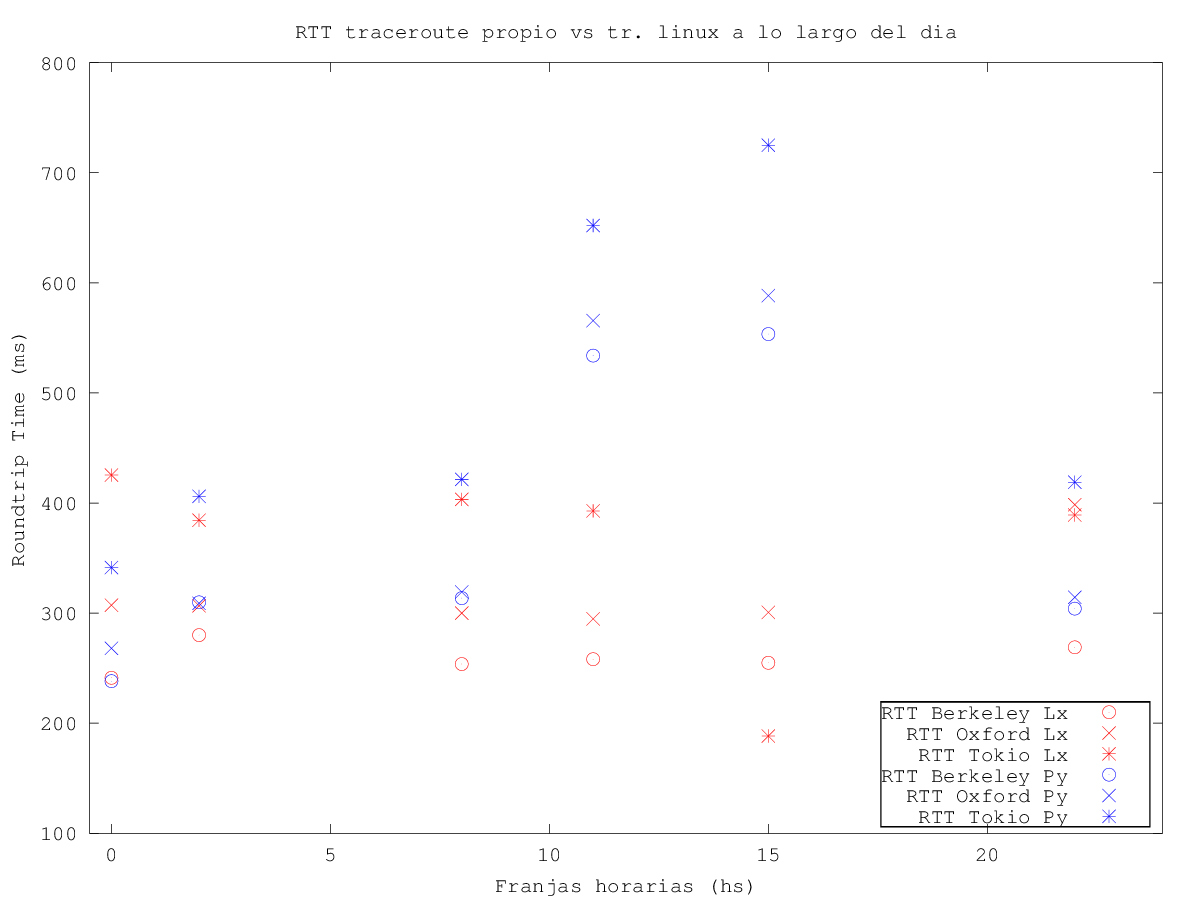 RTT traceroute propio vs tr. linux a lo largo del dia
800
700
600
500
400
300
200
100
Roundtrip Time (ms)
0 5 10 15 20
Franjas horarias (hs)
RTT Berkeley Lx
RTT Oxford Lx
RTT Tokio Lx
RTT Berkeley Py
RTT Oxford Py
RTT Tokio Py